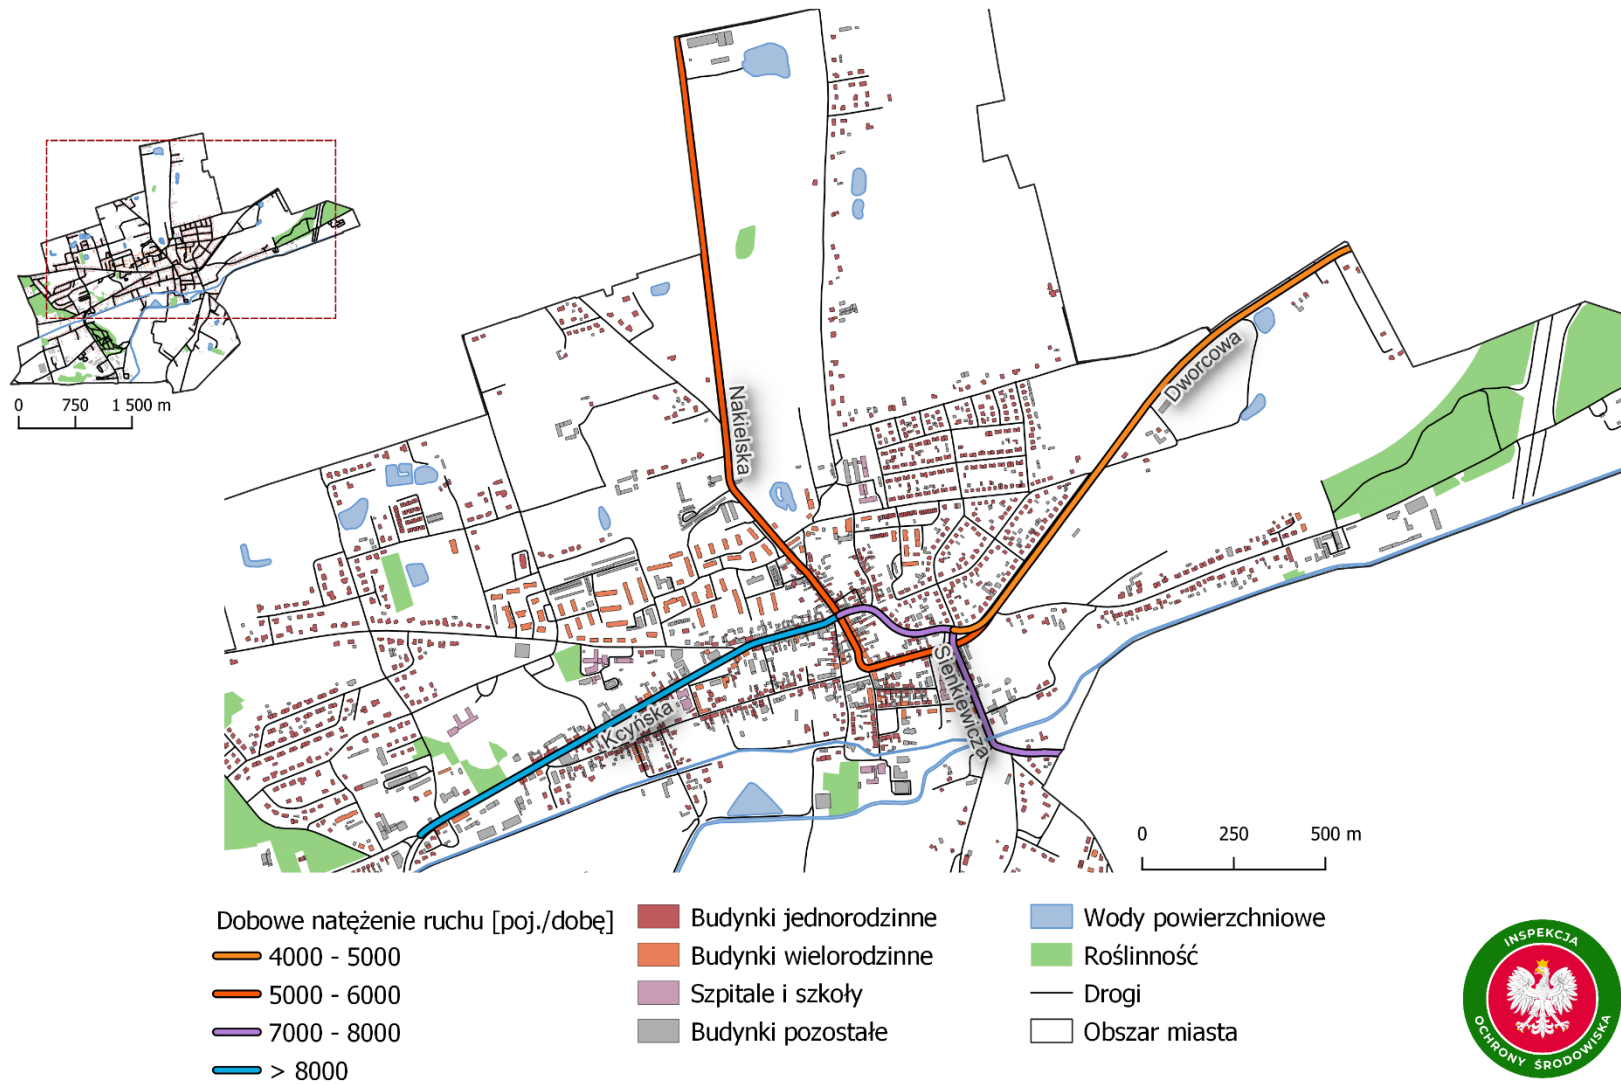 Nakielska
Dworcowa
0 750 1 500 m
Sienkiewicza
Kcyńska
0 250 500 m
Dobowe natężenie ruchu [poj./dobę]
4000 - 5000
5000 - 6000
7000 - 8000
> 8000
Budynki jednorodzinne
Budynki wielorodzinne
Szpitale i szkoły
Budynki pozostałe
Wody powierzchniowe
Roślinność
Drogi
Obszar miasta
INSPEKCJA
OCHRONY ŚRODOWISKA